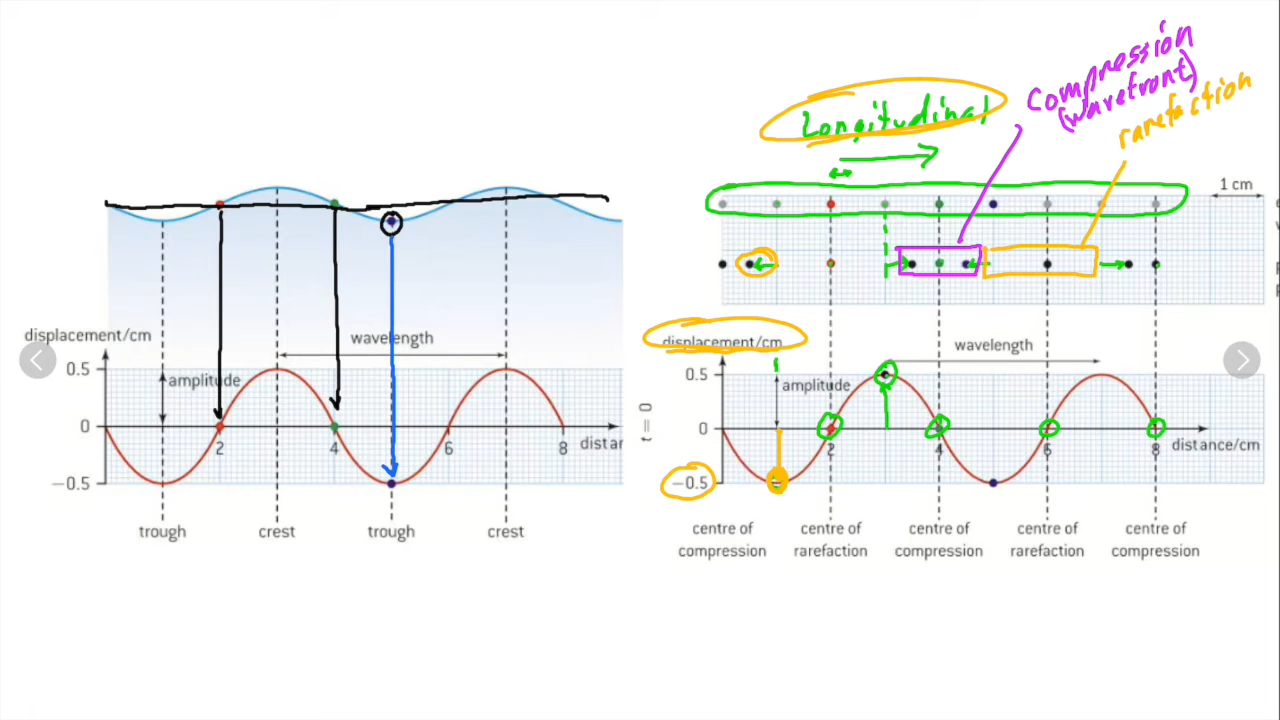 Longitudinal
compression
(wavefront)
rarefaction
1 cm
displacement/cm
wavelength
0.5
amplitude
0
2
4
6
8
distar
−0.5
trough
crest
trough
crest
displacement/cm
wavelength
0.5
amplitude
t = 0
0
2
4
6
8
distance/cm
−0.5
centre of
compression
centre of
rarefaction
centre of
compression
centre of
rarefaction
centre of
compression